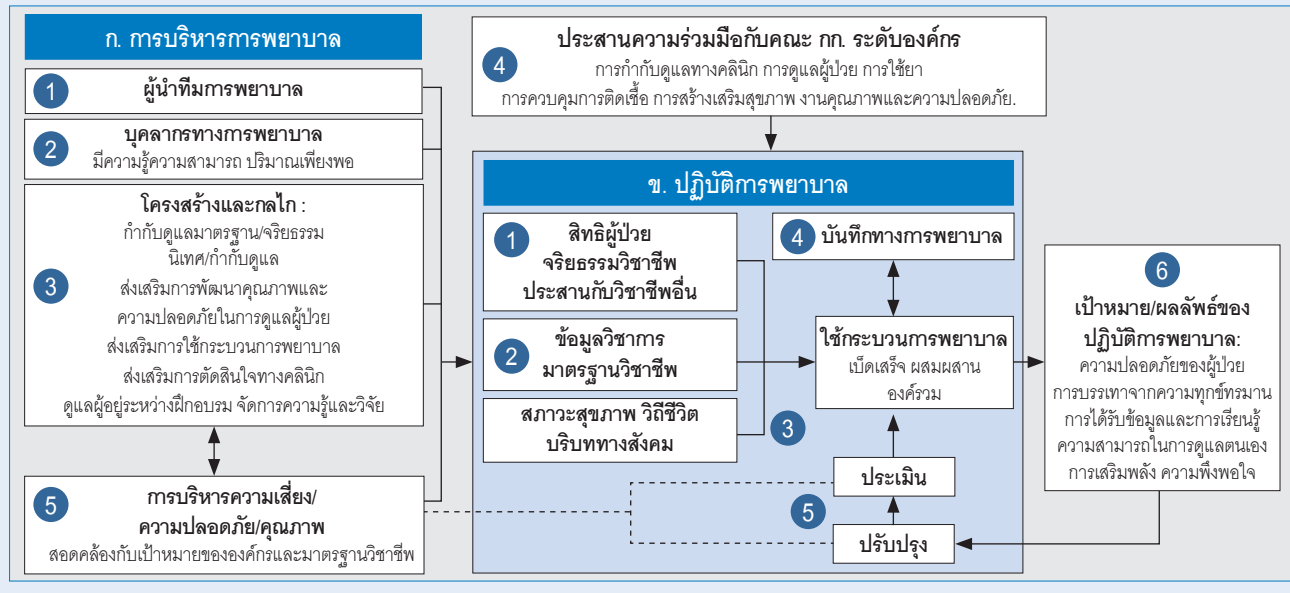 ก. การบริหารการพยาบาล
1
ผู้นำทีมการพยาบาล
2
บุคลากรทางการพยาบาล
มีความรู้ความสามารถ ปริมาณเพี่ยงพอ
3
โครงสร้างและกลไก :
กำกับดูแลมาตรฐาน/จริยธรรม
นิเทศ/กำกับดูแล
ส่งเสริมการพัฒนาคุณภาพและ
ความปลอดภัยในการดูแลผู้ป่วย
ส่งเสริมการใช้กระบวนการพยาบาล
ส่งเสริมการตัดสินใจทางคลินิก
ดูแลผู้อยู่ระหว่างฝึกอบรม จัดการความรู้และวิจัย
5
การบริหารความเสี่ยง/
ความปลอดภัย/คุณภาพ
สอดคล้องกับเป้าหมายขององค์กรและมาตรฐานวิชาชีพ
4
ประสานความร่วมมือกับคณะ กก. ระดับองค์กร
การกำกับดูแลทางคลินิก การดูแลผู้ป่วย การใช้ยา
การควบคุมการติดเชื้อ การสร้างเสริมสุขภาพ งานคุณภาพและความปลอดภัย.
ข. ปฏิบัติการพยาบาล
1
สิทธิผู้ป่วย
จริยธรรมวิชาชีพ
ประสานกับวิชาชีพอื่น
2
ข้อมูลวิชาการ
มาตรฐานวิชาชีพ
สภาวะสุขภาพ วิถีชีวิต
บริบททางสังคม
3
4
บันทึกทางการพยาบาล
ใช้กระบวนการพยาบาล
เบ็ดเสร็จ ผสมผสาน
องค์รวม
ประเมิน
5
ปรับปรุง
6
เป้าหมาย/ผลลัพธ์ของ
ปฏิบัติการพยาบาล:
ความปลอดภัยของผู้ป่วย
การบรรเทาจากความทุกข์ทรมาน
การได้รับข้อมูลและการเรียนรู้
ความสามารถในการดูแลตนเอง
การเสริมพลัง ความพึงพอใจ